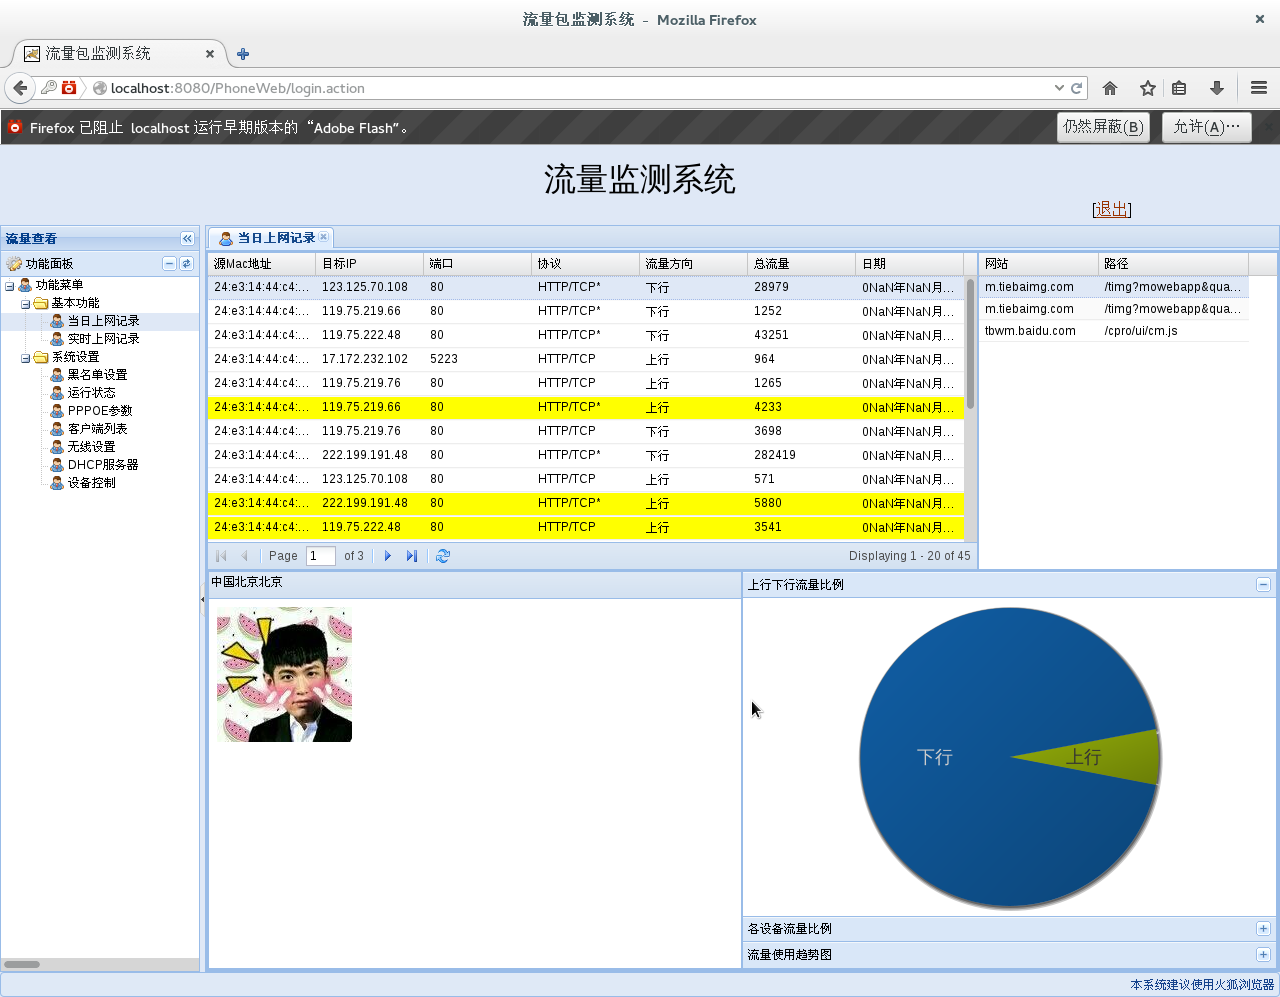 流量包监测系统 - Mozilla Firefox
流量包监测系统
localhost:8080/PhoneWeb/login.action
Firefox 已阻止 localhost 运行早期版本的“Adobe Flash”。
仍然屏蔽(B)
允许(A)…
流量监测系统
[退出]
流量查看
功能面板
功能菜单
基本功能
当日上网记录
实时上网记录
系统设置
黑名单设置
运行状态
PPPOE参数
客户端列表
无线设置
DHCP服务器
设备控制
当日上网记录
源Mac地址 目标IP 端口 协议 流量方向 总流量 日期
24:e3:14:44:c4:... 123.125.70.108 80 HTTP/TCP* 下行 28979 0NaN年NaN月...
24:e3:14:44:c4:... 119.75.219.66 80 HTTP/TCP* 下行 1252 0NaN年NaN月...
24:e3:14:44:c4:... 119.75.222.48 80 HTTP/TCP* 下行 43251 0NaN年NaN月...
24:e3:14:44:c4:... 17.172.232.102 5223 HTTP/TCP 上行 964 0NaN年NaN月...
24:e3:14:44:c4:... 119.75.219.76 80 HTTP/TCP 上行 1265 0NaN年NaN月...
24:e3:14:44:c4:... 119.75.219.66 80 HTTP/TCP* 上行 4233 0NaN年NaN月...
24:e3:14:44:c4:... 119.75.219.76 80 HTTP/TCP 下行 3698 0NaN年NaN月...
24:e3:14:44:c4:... 222.199.191.48 80 HTTP/TCP* 下行 282419 0NaN年NaN月...
24:e3:14:44:c4:... 123.125.70.108 80 HTTP/TCP 上行 571 0NaN年NaN月...
24:e3:14:44:c4:... 222.199.191.48 80 HTTP/TCP* 上行 5880 0NaN年NaN月...
24:e3:14:44:c4:... 119.75.222.48 80 HTTP/TCP 上行 3541 0NaN年NaN月...
Page 1 of 3
Displaying 1 - 20 of 45
网站 路径
m.tiebaimg.com /timg?mowebapp&qua...
m.tiebaimg.com /timg?mowebapp&qua...
tbwm.baidu.com /cpro/ui/cm.js
中国北京北京
上行下行流量比例
下行
上行
各设备流量比例
流量使用趋势图
本系统建议使用火狐浏览器